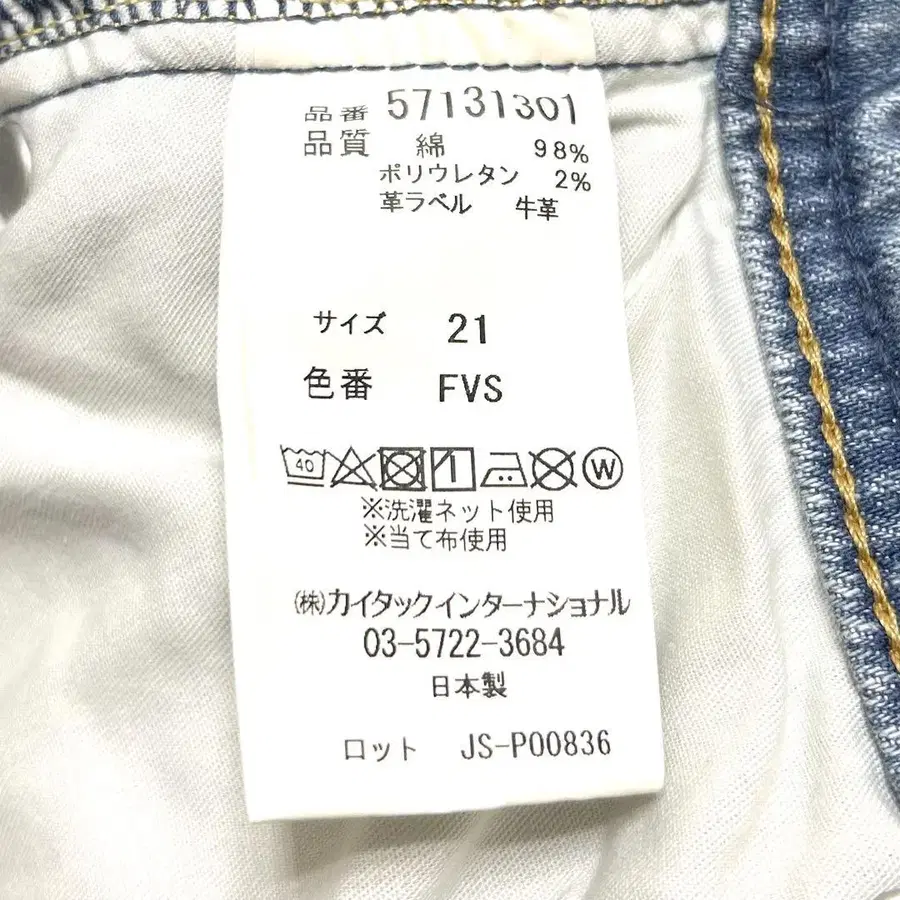 品番 57131301
品質 綿 98%
ポリウレタン 2%
革ラベル 牛革
サイズ 21
色番 FVS
40 W
※洗濯ネット使用
※当て布使用
㈱カイタックインターナショナル
03-5722-3684
日本製
ロット JS-P00836